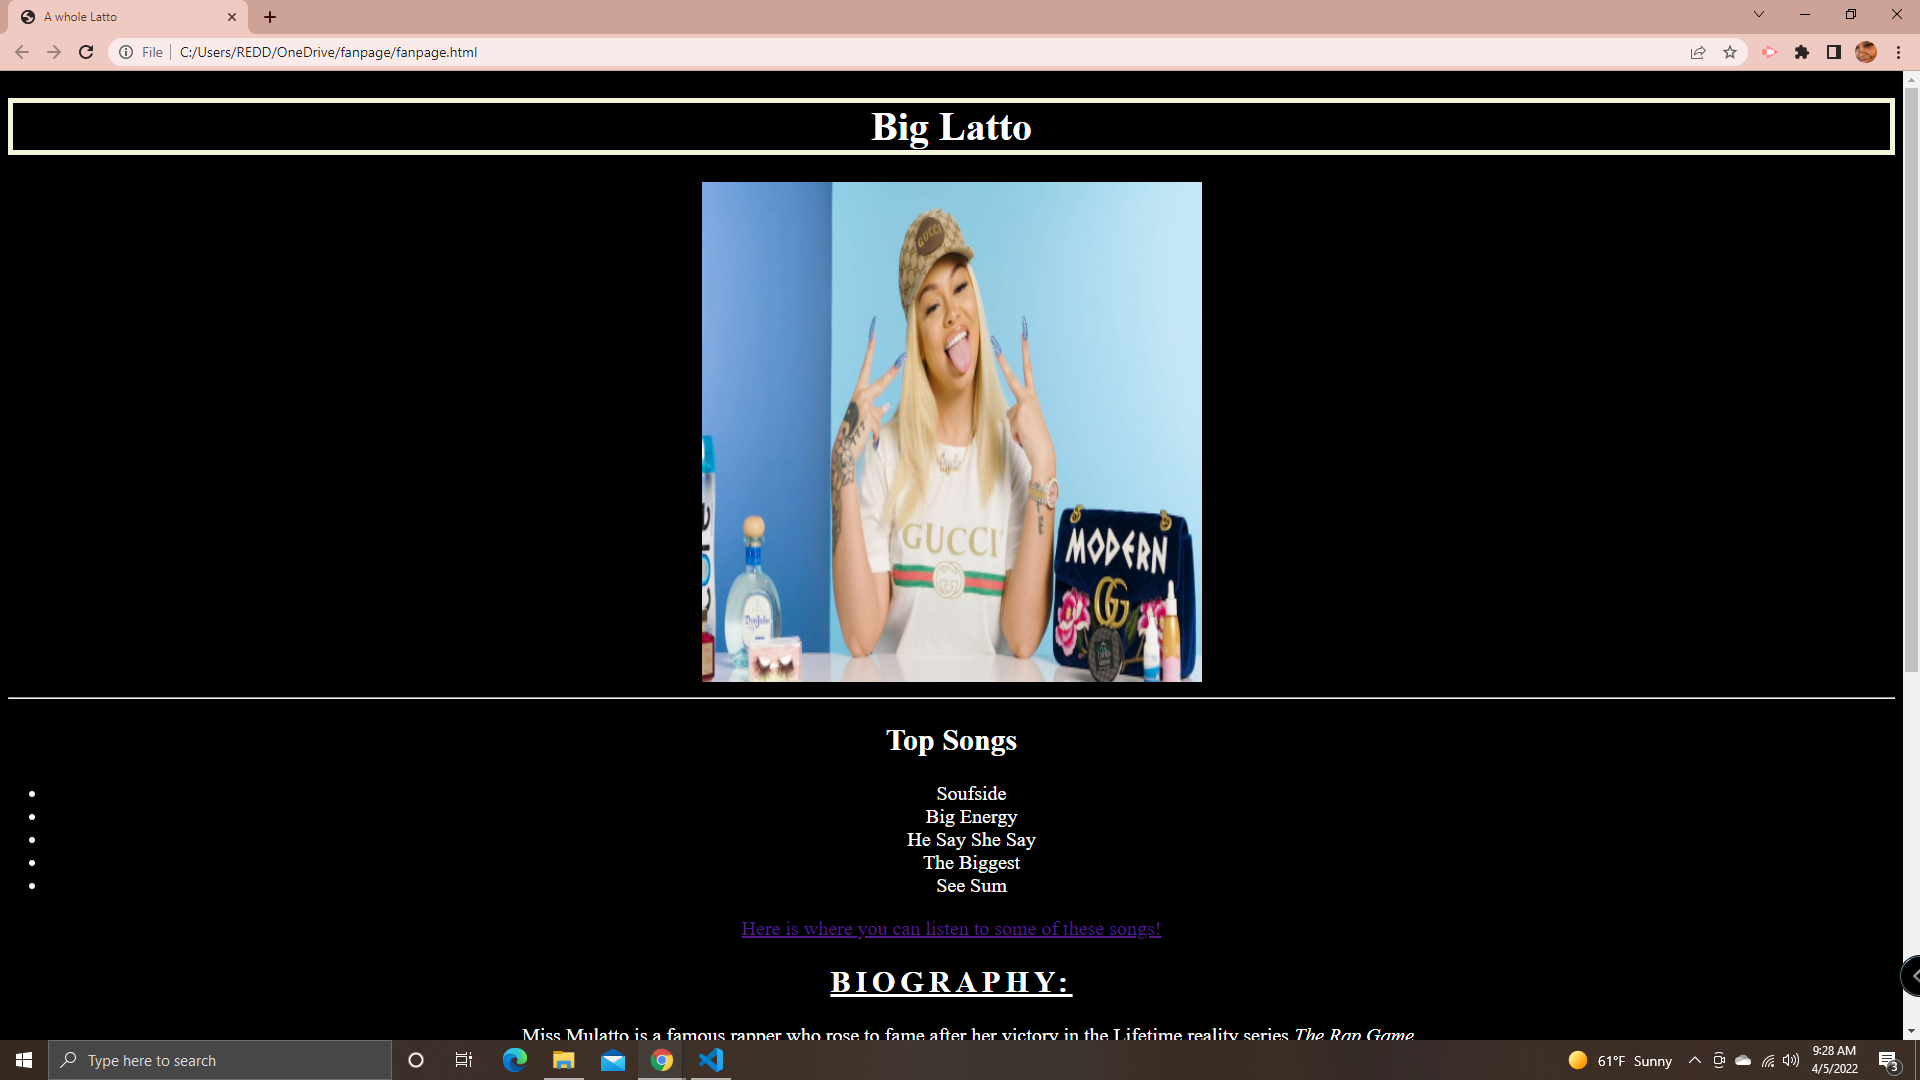 A whole Latto
File
C:/Users/REDD/OneDrive/fanpage/fanpage.html
Big Latto
GUCCI
GUCCI
MODERN
Don Julio
Top Songs
• Soufside
• Big Energy
• He Say She Say
• The Biggest
• See Sum
Here is where you can listen to some of these songs!
BIOGRAPHY:
Miss Mulatto is a famous rapper who rose to fame after her victory in the Lifetime reality series The Rap Game
Type here to search
61°F Sunny
9:28 AM
4/5/2022
3